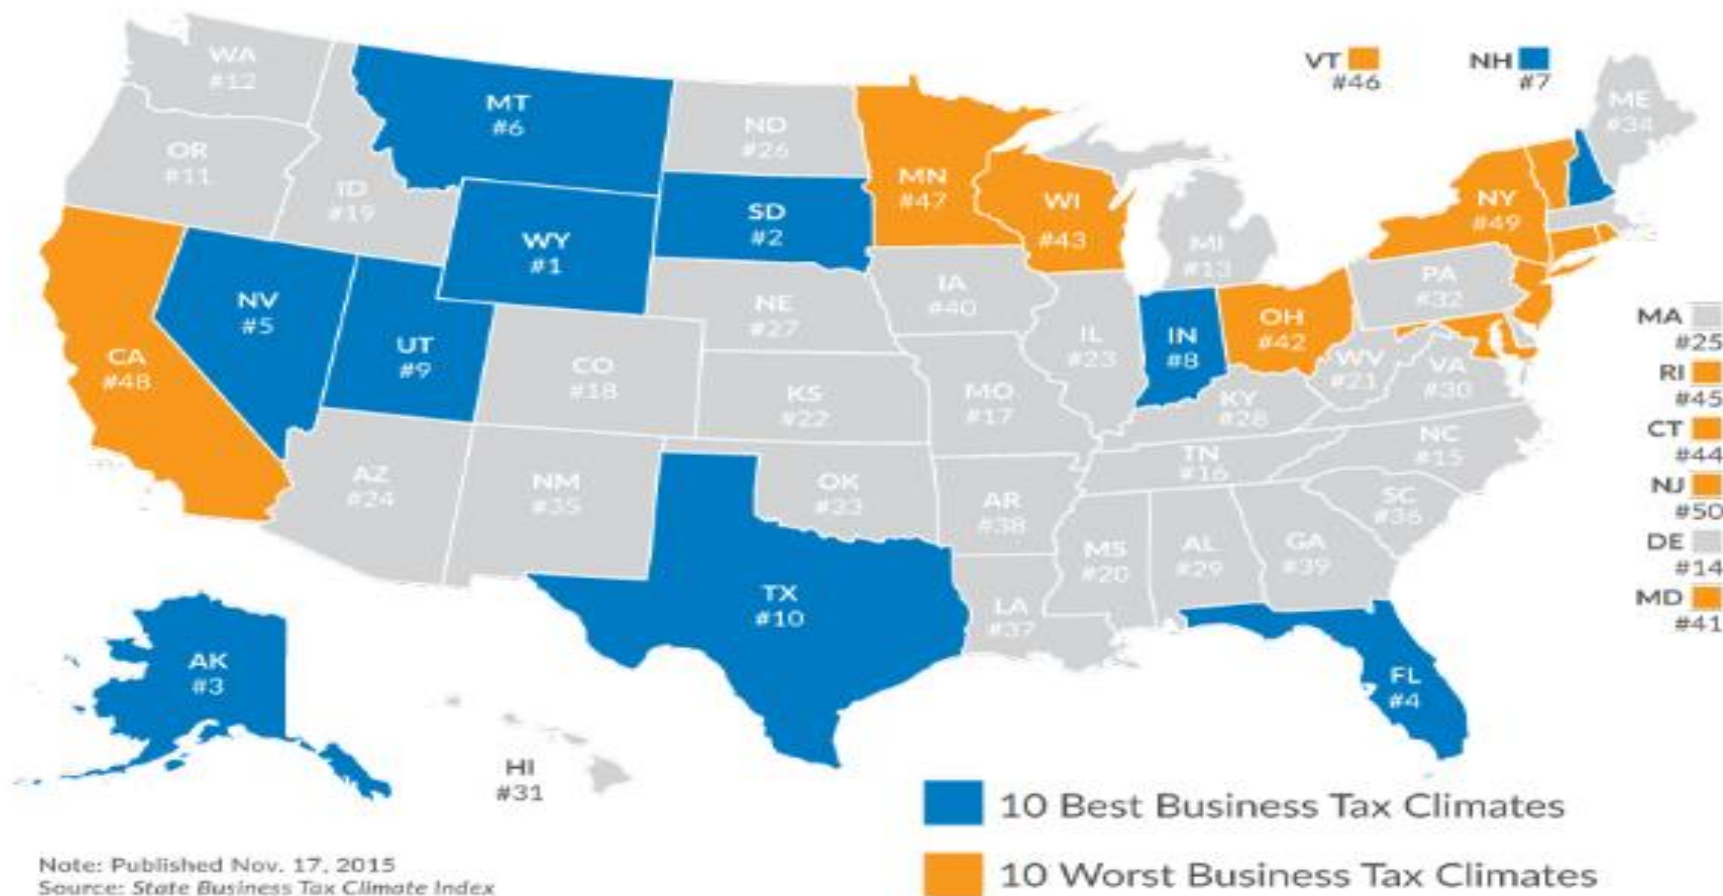 WA
#12
MT
#6
ND
#26
MN
#47
VT
#46
NH
#7
ME
#34
OR
#11
ID
#19
WY
#1
SD
#2
WI
#43
MI
#13
NY
#49
CA
#48
NV
#5
UT
#9
CO
#18
NE
#27
IA
#40
IL
#23
IN
#8
OH
#42
PA
#32
WV
#21
VA
#30
KS
#22
MO
#17
KY
#28
AZ
#24
NM
#35
OK
#33
AR
#38
TN
#16
NC
#15
SC
#36
MS
#20
AL
#29
GA
#39
TX
#10
LA
#37
FL
#4
AK
#3
HI
#31
MA
#25
RI
#45
CT
#44
NJ
#50
DE
#14
MD
#41
10 Best Business Tax Climates
10 Worst Business Tax Climates
Note: Published Nov. 17, 2015
Source: State Business Tax Climate Index